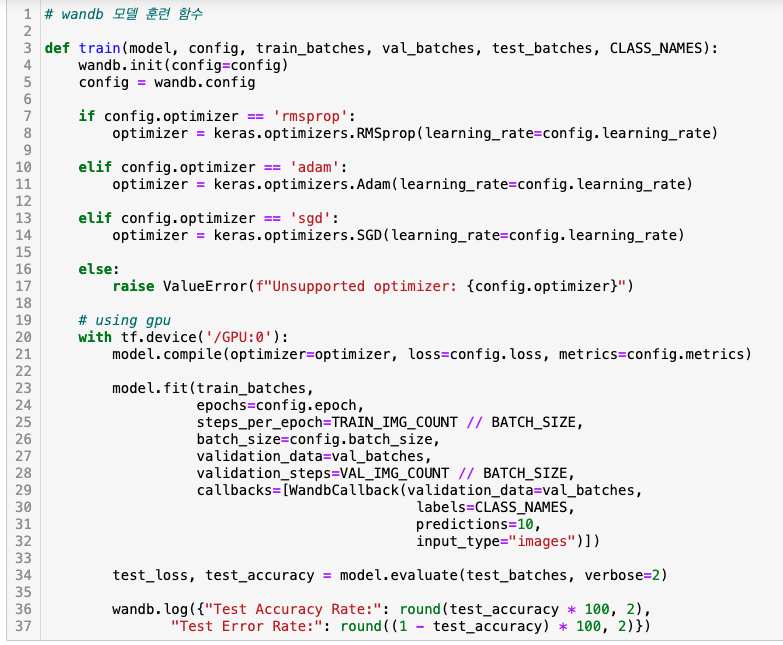 1 # wandb 모델 훈련 함수
2
3 def train(model, config, train_batches, val_batches, test_batches, CLASS_NAMES):
4     wandb.init(config=config)
5     config = wandb.config
6
7     if config.optimizer == 'rmsprop':
8         optimizer = keras.optimizers.RMSprop(learning_rate=config.learning_rate)
9
10     elif config.optimizer == 'adam':
11         optimizer = keras.optimizers.Adam(learning_rate=config.learning_rate)
12
13     elif config.optimizer == 'sgd':
14         optimizer = keras.optimizers.SGD(learning_rate=config.learning_rate)
15
16     else:
17         raise ValueError(f"Unsupported optimizer: {config.optimizer}")
18
19     # using gpu
20     with tf.device('/GPU:0'):
21         model.compile(optimizer=optimizer, loss=config.loss, metrics=config.metrics)
22
23         model.fit(train_batches,
24                   epochs=config.epoch,
25                   steps_per_epoch=TRAIN_IMG_COUNT // BATCH_SIZE,
26                   batch_size=config.batch_size,
27                   validation_data=val_batches,
28                   validation_steps=VAL_IMG_COUNT // BATCH_SIZE,
29                   callbacks=[WandbCallback(validation_data=val_batches,
30                                            labels=CLASS_NAMES,
31                                            predictions=10,
32                                            input_type="images")])
33
34         test_loss, test_accuracy = model.evaluate(test_batches, verbose=2)
35
36         wandb.log({"Test Accuracy Rate:": round(test_accuracy * 100, 2),
37                "Test Error Rate:": round((1 - test_accuracy) * 100, 2)})